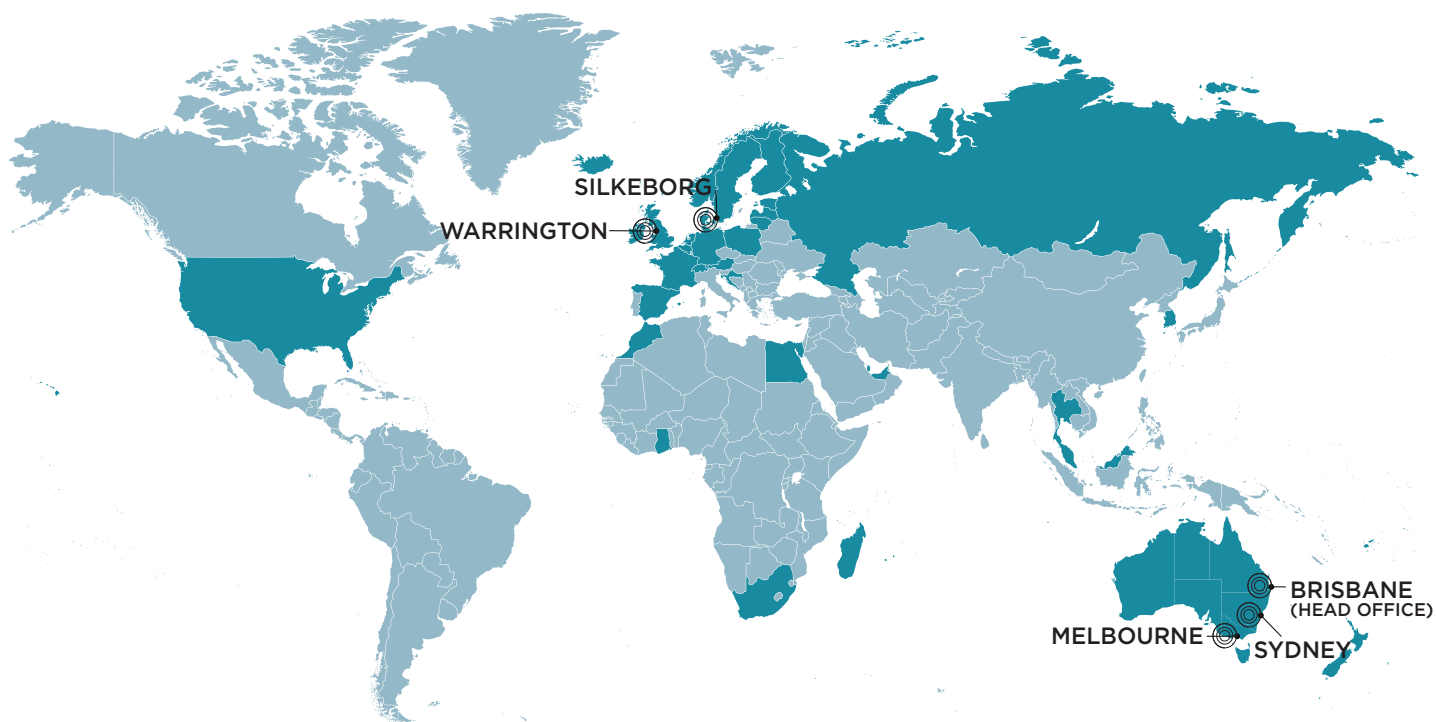 SILKEBORG
WARRINGTON
BRISBANE
(HEAD OFFICE)
MELBOURNE
SYDNEY